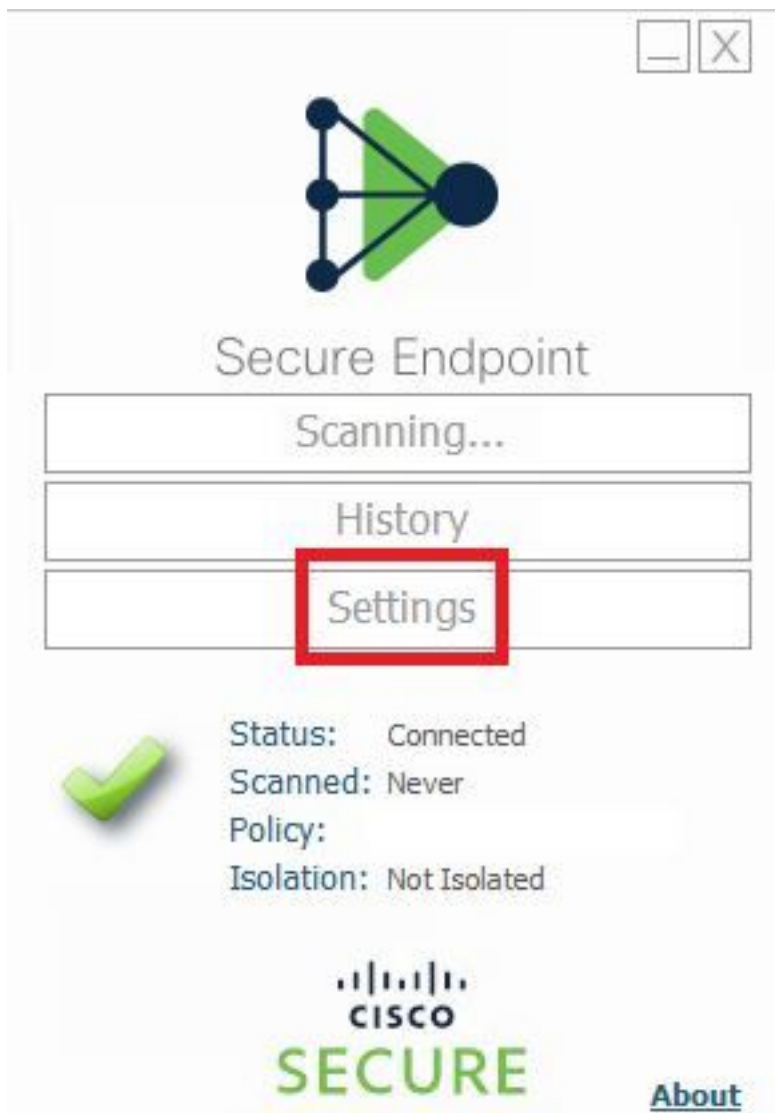 Secure Endpoint
Scanning...
History
Settings
Status: Connected
Scanned: Never
Policy:
Isolation: Not Isolated
CISCO
SECURE
About